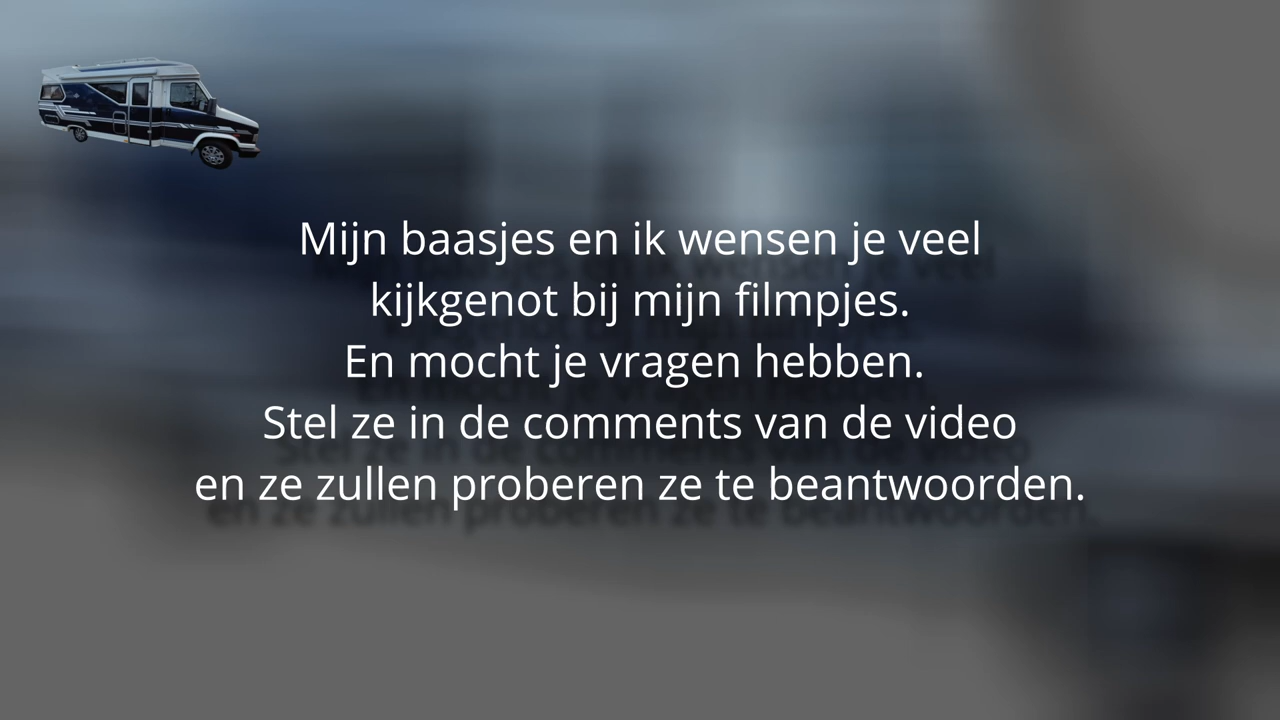 Mijn baasjes en ik wensen je veel
kijkgenot bij mijn filmpjes.
En mocht je vragen hebben.
Stel ze in de comments van de video
en ze zullen proberen ze te beantwoorden.